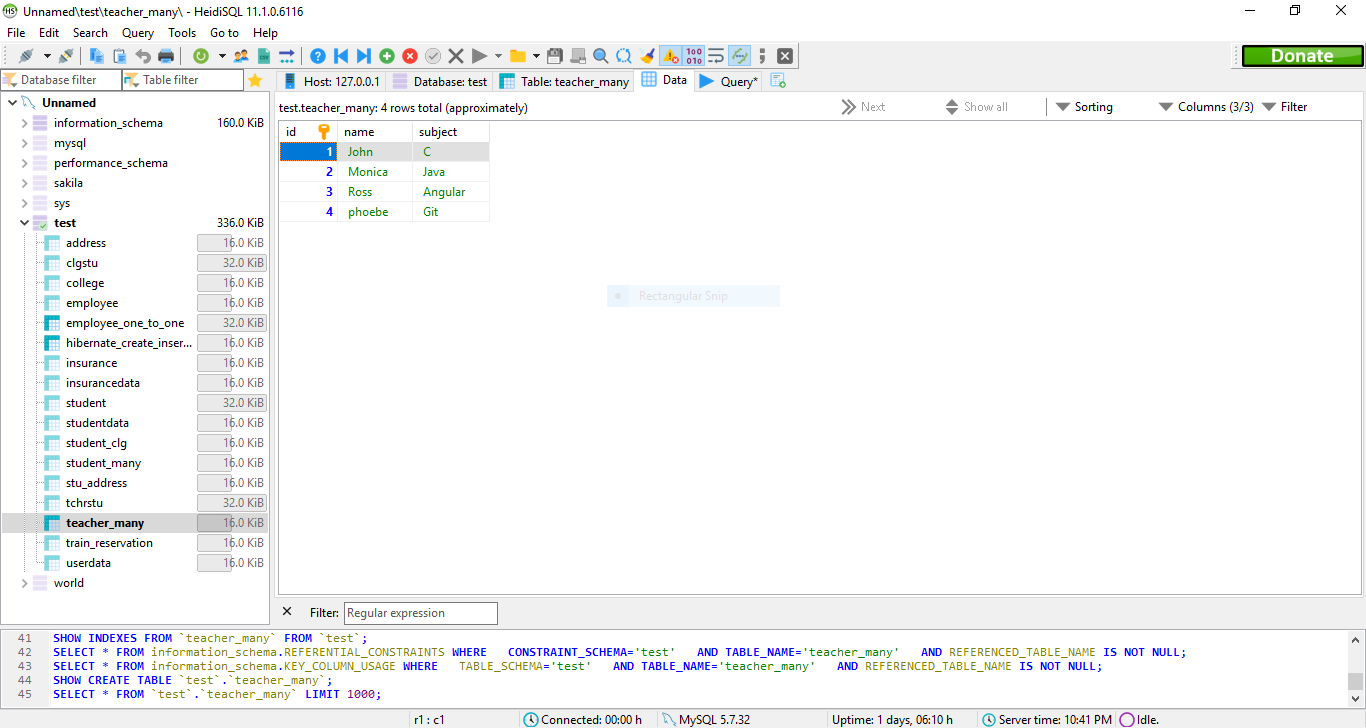 Unnamed\test\teacher_many\ - HeidiSQL 11.1.0.6116
File Edit Search Query Tools Go to Help
Donate
Database filter Table filter Host: 127.0.0.1 Database: test Table: teacher_many Data Query*
Unnamed
test.teacher_many: 4 rows total (approximately) Next Show all Sorting Columns (3/3) Filter
information_schema 160.0 KiB
mysql
performance_schema
sakila
sys
test 336.0 KiB
address 16.0 KiB
clgstu 32.0 KiB
college 16.0 KiB
employee 16.0 KiB
employee_one_to_one 32.0 KiB
hibernate_create_inser... 16.0 KiB
insurance 16.0 KiB
insurancedata 16.0 KiB
student 32.0 KiB
studentdata 16.0 KiB
student_clg 16.0 KiB
student_many 16.0 KiB
stu_address 16.0 KiB
tchrstu 32.0 KiB
teacher_many 16.0 KiB
train_reservation 16.0 KiB
userdata 16.0 KiB
world
id name subject
1 John C
2 Monica Java
3 Ross Angular
4 phoebe Git
Rectangular Snip
Filter: Regular expression
41 SHOW INDEXES FROM `teacher_many` FROM `test`;
42 SELECT * FROM information_schema.REFERENTIAL_CONSTRAINTS WHERE CONSTRAINT_SCHEMA='test' AND TABLE_NAME='teacher_many' AND REFERENCED_TABLE_NAME IS NOT NULL;
43 SELECT * FROM information_schema.KEY_COLUMN_USAGE WHERE TABLE_SCHEMA='test' AND TABLE_NAME='teacher_many' AND REFERENCED_TABLE_NAME IS NOT NULL;
44 SHOW CREATE TABLE `test`.`teacher_many`;
45 SELECT * FROM `test`.`teacher_many` LIMIT 1000;
r1 : c1 Connected: 00:00 h MySQL 5.7.32 Uptime: 1 days, 06:10 h Server time: 10:41 PM Idle.